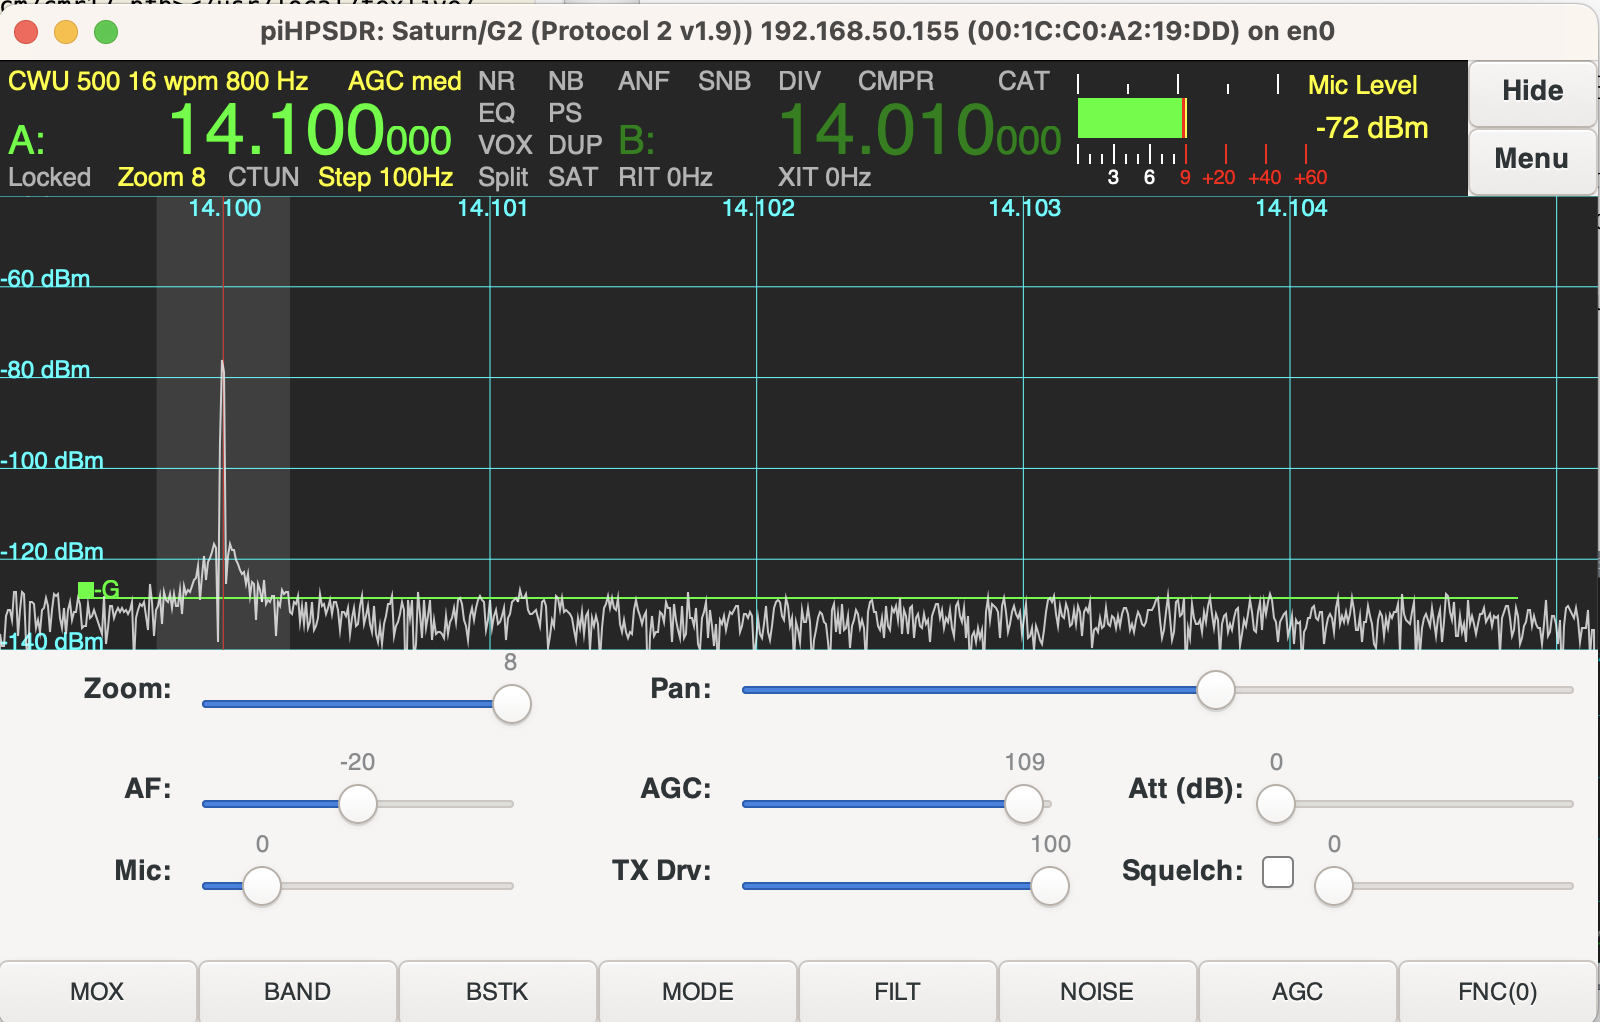 piHPSDR: Saturn/G2 (Protocol 2 v1.9)) 192.168.50.155 (00:1C:C0:A2:19:DD) on en0
CWU 500 16 wpm 800 Hz AGC med NR NB ANF SNB DIV CMPR CAT Mic Level Hide
EQ PS
A: 14.100000 VOX DUP B: 14.010000 -72 dBm Menu
Locked Zoom 8 CTUN Step 100Hz Split SAT RIT 0Hz XIT 0Hz 3 6 9 +20 +40 +60
14.100 14.101 14.102 14.103 14.104
-60 dBm
-80 dBm
-100 dBm
-120 dBm
-G
-140 dBm
8
Zoom: Pan:
-20 109 0
AF: AGC: Att (dB):
0 100 0
Mic: TX Drv: Squelch:
MOX BAND BSTK MODE FILT NOISE AGC FNC(0)